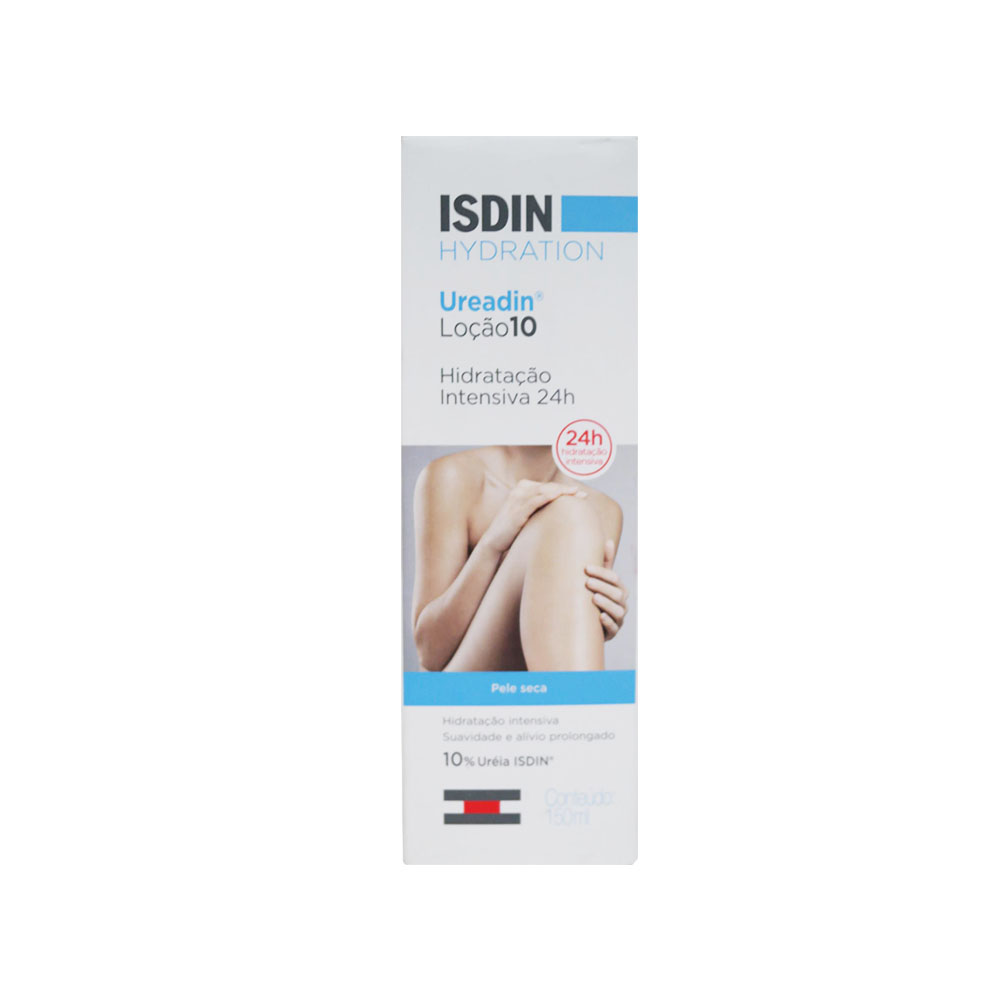 ISDIN
HYDRATION
Ureadin®
Loção10
Hidratação
Intensiva 24h
24h
hidratação
intensiva
Pele seca
Hidratação intensiva
Suavidade e alívio prolongado
10% Uréia ISDIN®
Conteúdo:
150ml